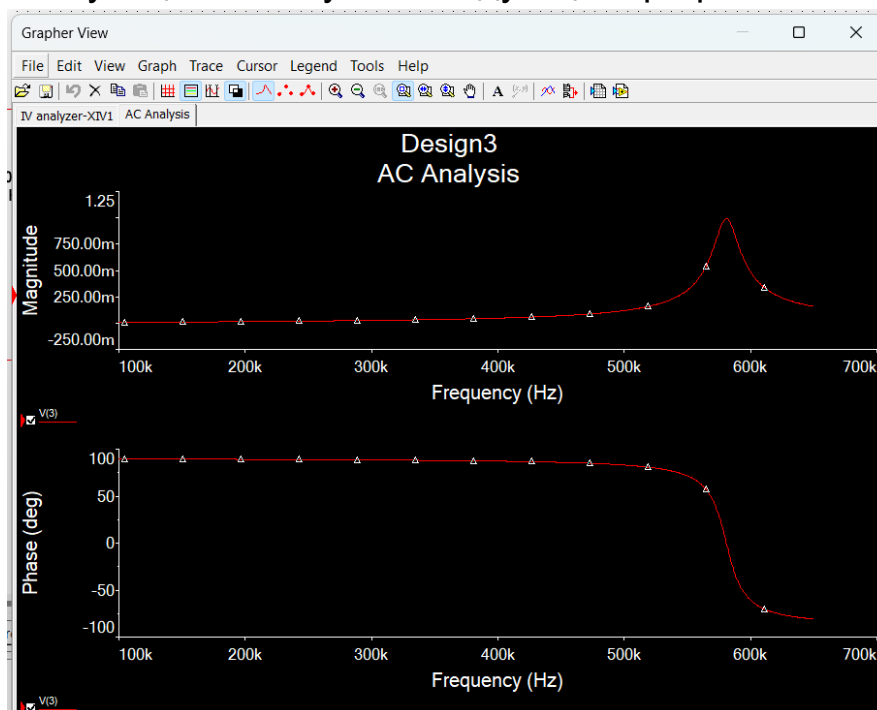 Grapher View
File Edit View Graph Trace Cursor Legend Tools Help
A
IV analyzer-XIV1 AC Analysis
Design3
AC Analysis
Magnitude
1.25
750.00m
500.00m
250.00m
-250.00m
100k 200k 300k 400k 500k 600k 700k
Frequency (Hz)
V(3)
Phase (deg)
100
50
0
-50
-100
100k 200k 300k 400k 500k 600k 700k
Frequency (Hz)
V(3)